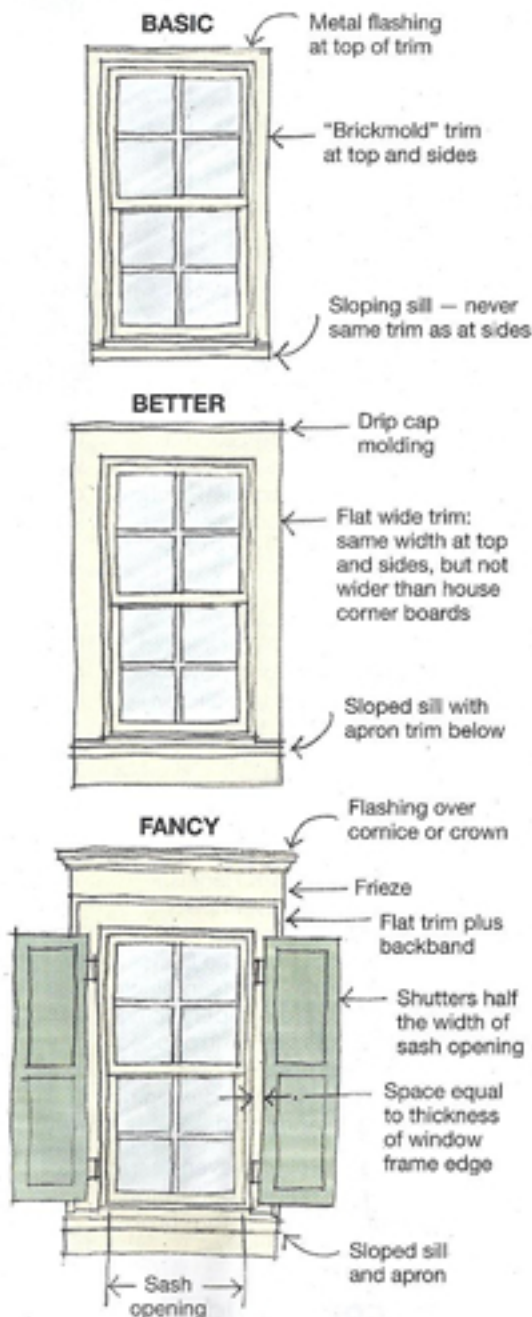 BASIC
Metal flashing
at top of trim
“Brickmold” trim
at top and sides
Sloping sill — never
same trim as at sides
BETTER
Drip cap
molding
Flat wide trim:
same width at top
and sides, but not
wider than house
corner boards
Sloped sill with
apron trim below
FANCY
Flashing over
cornice or crown
Frieze
Flat trim plus
backband
Shutters half
the width of
sash opening
Space equal
to thickness
of window
frame edge
Sloped sill
and apron
Sash
opening